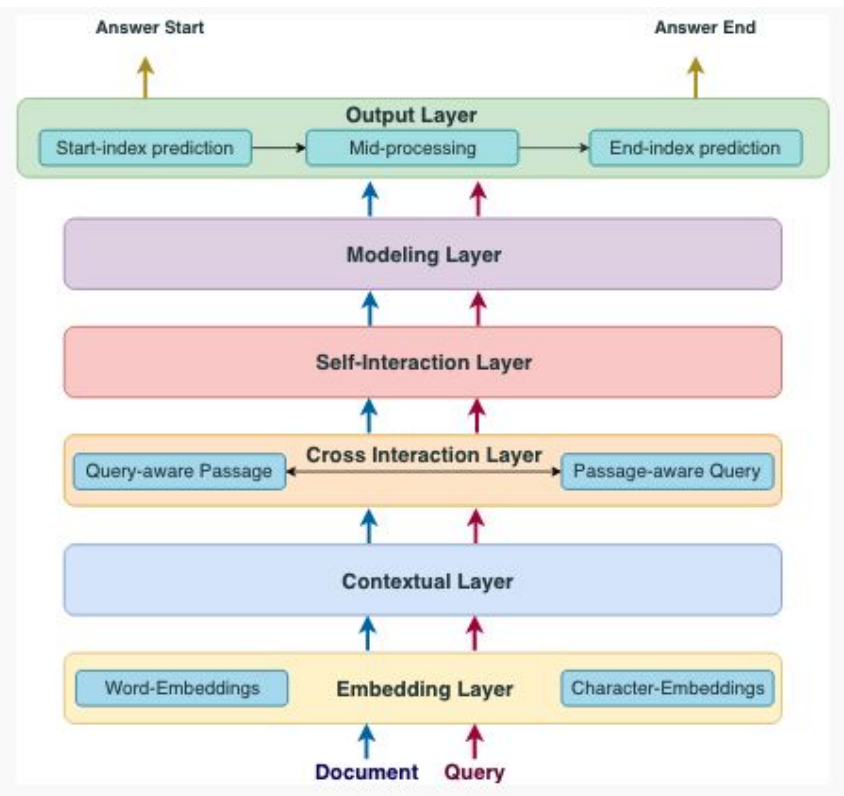 Answer Start
Answer End
Output Layer
Start-index prediction
Mid-processing
End-index prediction
Modeling Layer
Self-Interaction Layer
Cross Interaction Layer
Query-aware Passage
Passage-aware Query
Contextual Layer
Word-Embeddings
Embedding Layer
Character-Embeddings
Document
Query